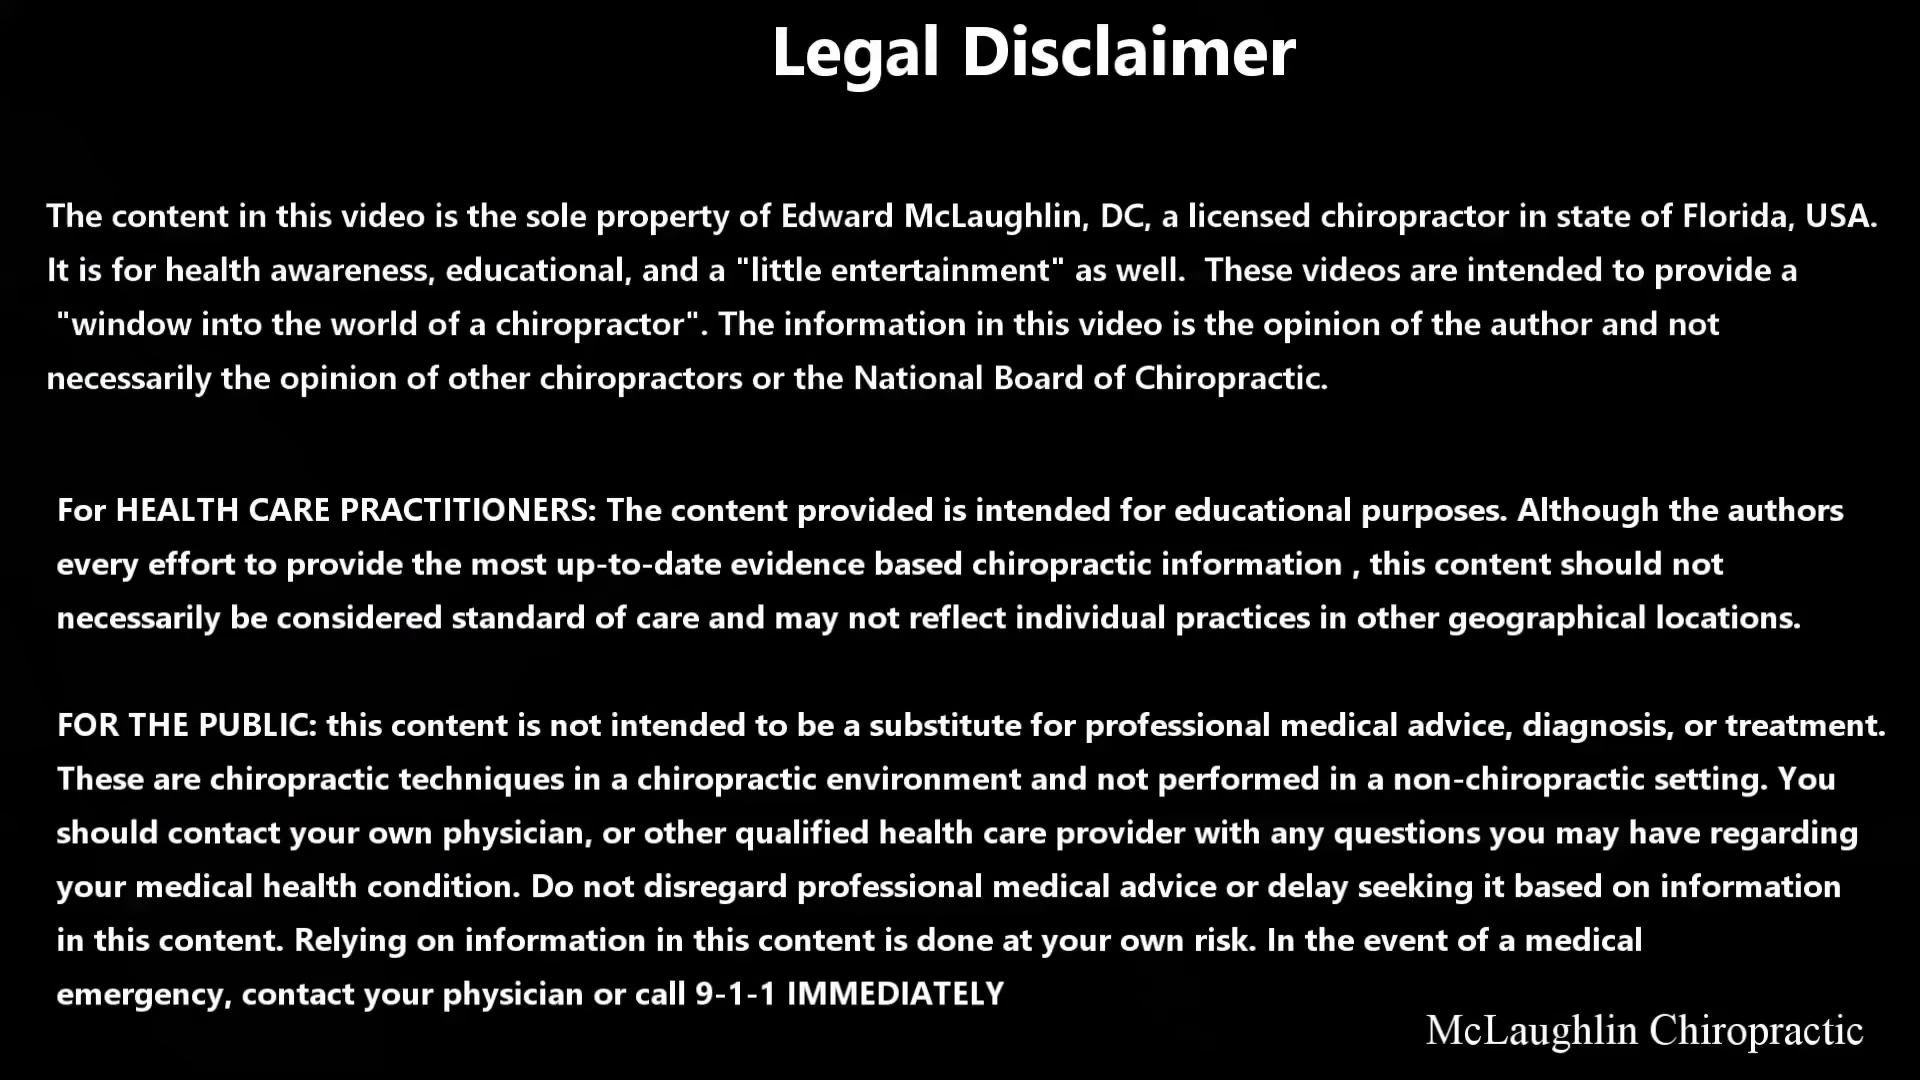 Legal Disclaimer
The content in this video is the sole property of Edward McLaughlin, DC, a licensed chiropractor in state of Florida, USA.
It is for health awareness, educational, and a "little entertainment" as well.  These videos are intended to provide a
"window into the world of a chiropractor". The information in this video is the opinion of the author and not
necessarily the opinion of other chiropractors or the National Board of Chiropractic.
For HEALTH CARE PRACTITIONERS: The content provided is intended for educational purposes. Although the authors
every effort to provide the most up-to-date evidence based chiropractic information , this content should not
necessarily be considered standard of care and may not reflect individual practices in other geographical locations.
FOR THE PUBLIC: this content is not intended to be a substitute for professional medical advice, diagnosis, or treatment.
These are chiropractic techniques in a chiropractic environment and not performed in a non-chiropractic setting. You
should contact your own physician, or other qualified health care provider with any questions you may have regarding
your medical health condition. Do not disregard professional medical advice or delay seeking it based on information
in this content. Relying on information in this content is done at your own risk. In the event of a medical
emergency, contact your physician or call 9-1-1 IMMEDIATELY
McLaughlin Chiropractic